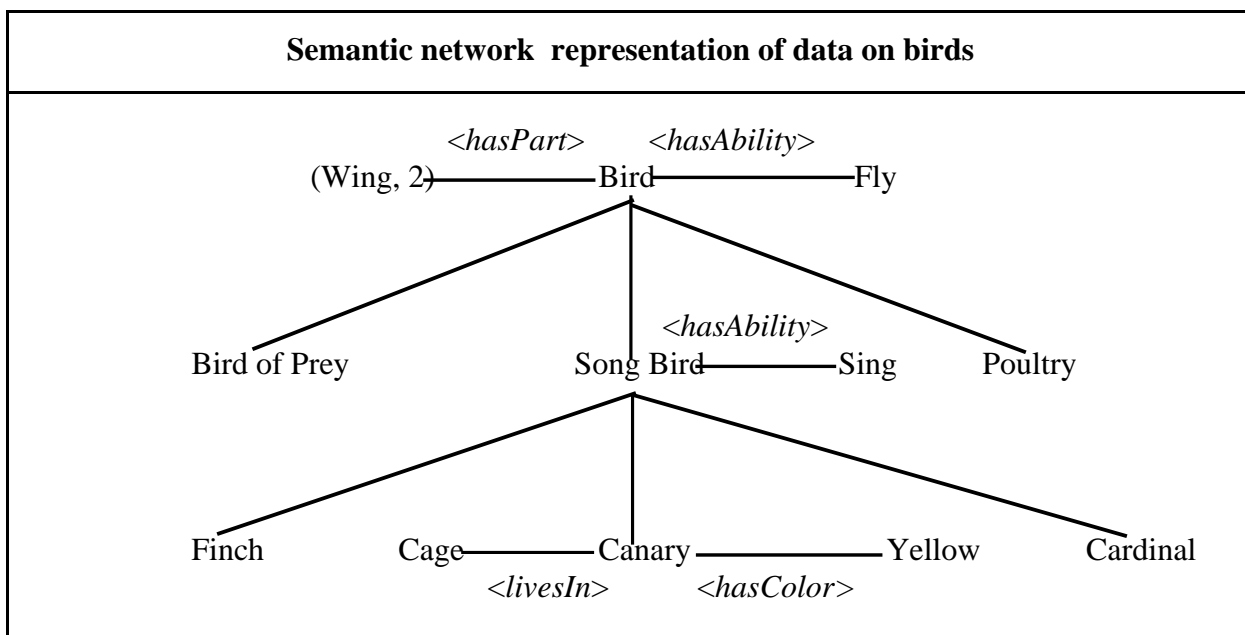 Semantic network representation of data on birds
<hasPart> <hasAbility>
(Wing, 2) Bird Fly
<hasAbility>
Bird of Prey Song Bird Sing Poultry
Finch Cage Canary Yellow Cardinal
<livesIn> <hasColor>